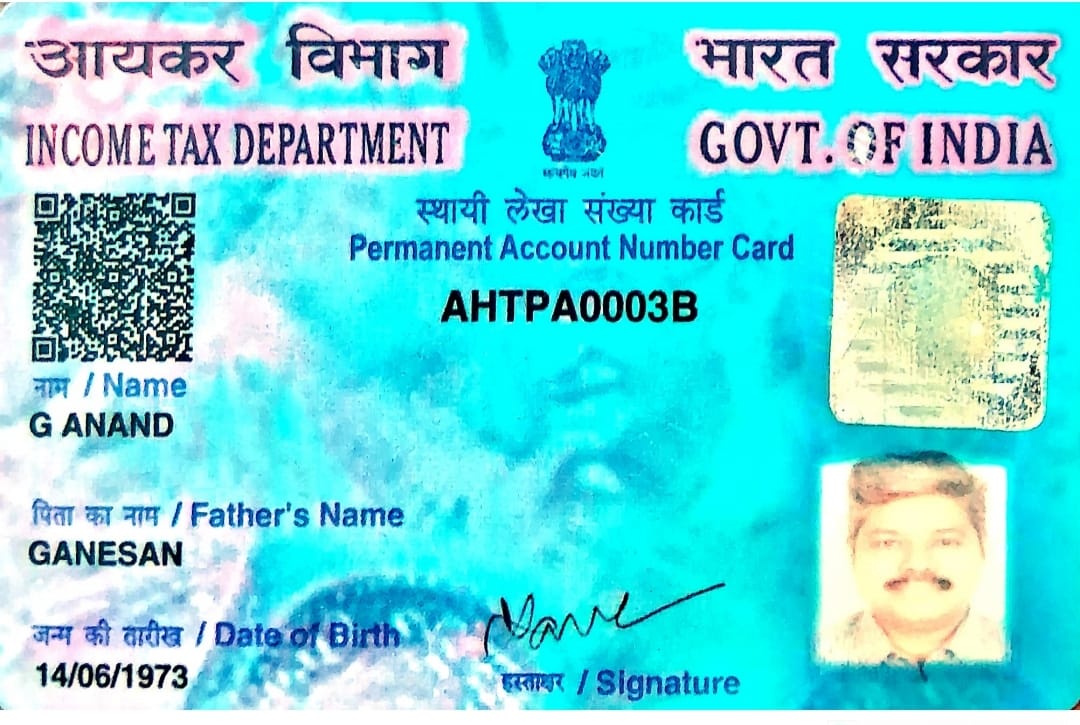 आयकर विभाग
भारत सरकार
INCOME TAX DEPARTMENT
GOVT. OF INDIA
स्थायी लेखा संख्या कार्ड
Permanent Account Number Card
AHTPA0003B
नाम / Name
G ANAND
पिता का नाम / Father's Name
GANESAN
जन्म की तारीख / Date of Birth
14/06/1973
हस्ताक्षर / Signature